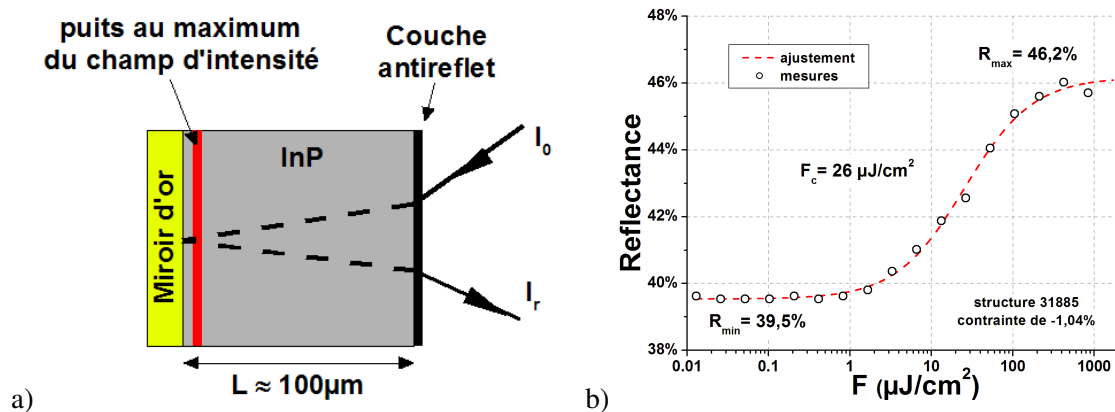 puits au maximum
du champ d'intensité
Couche
antireflet
Miroir d'or
InP
I0
Ir
L ≈ 100µm
a)
48%
46%
44%
42%
40%
38%
Reflectance
ajustement
mesures
Rmax= 46,2%
Fc= 26 µJ/cm²
Rmin= 39,5%
structure 31885
contrainte de -1,04%
0.01 0.1 1 10 100 1000
F (µJ/cm²)
b)